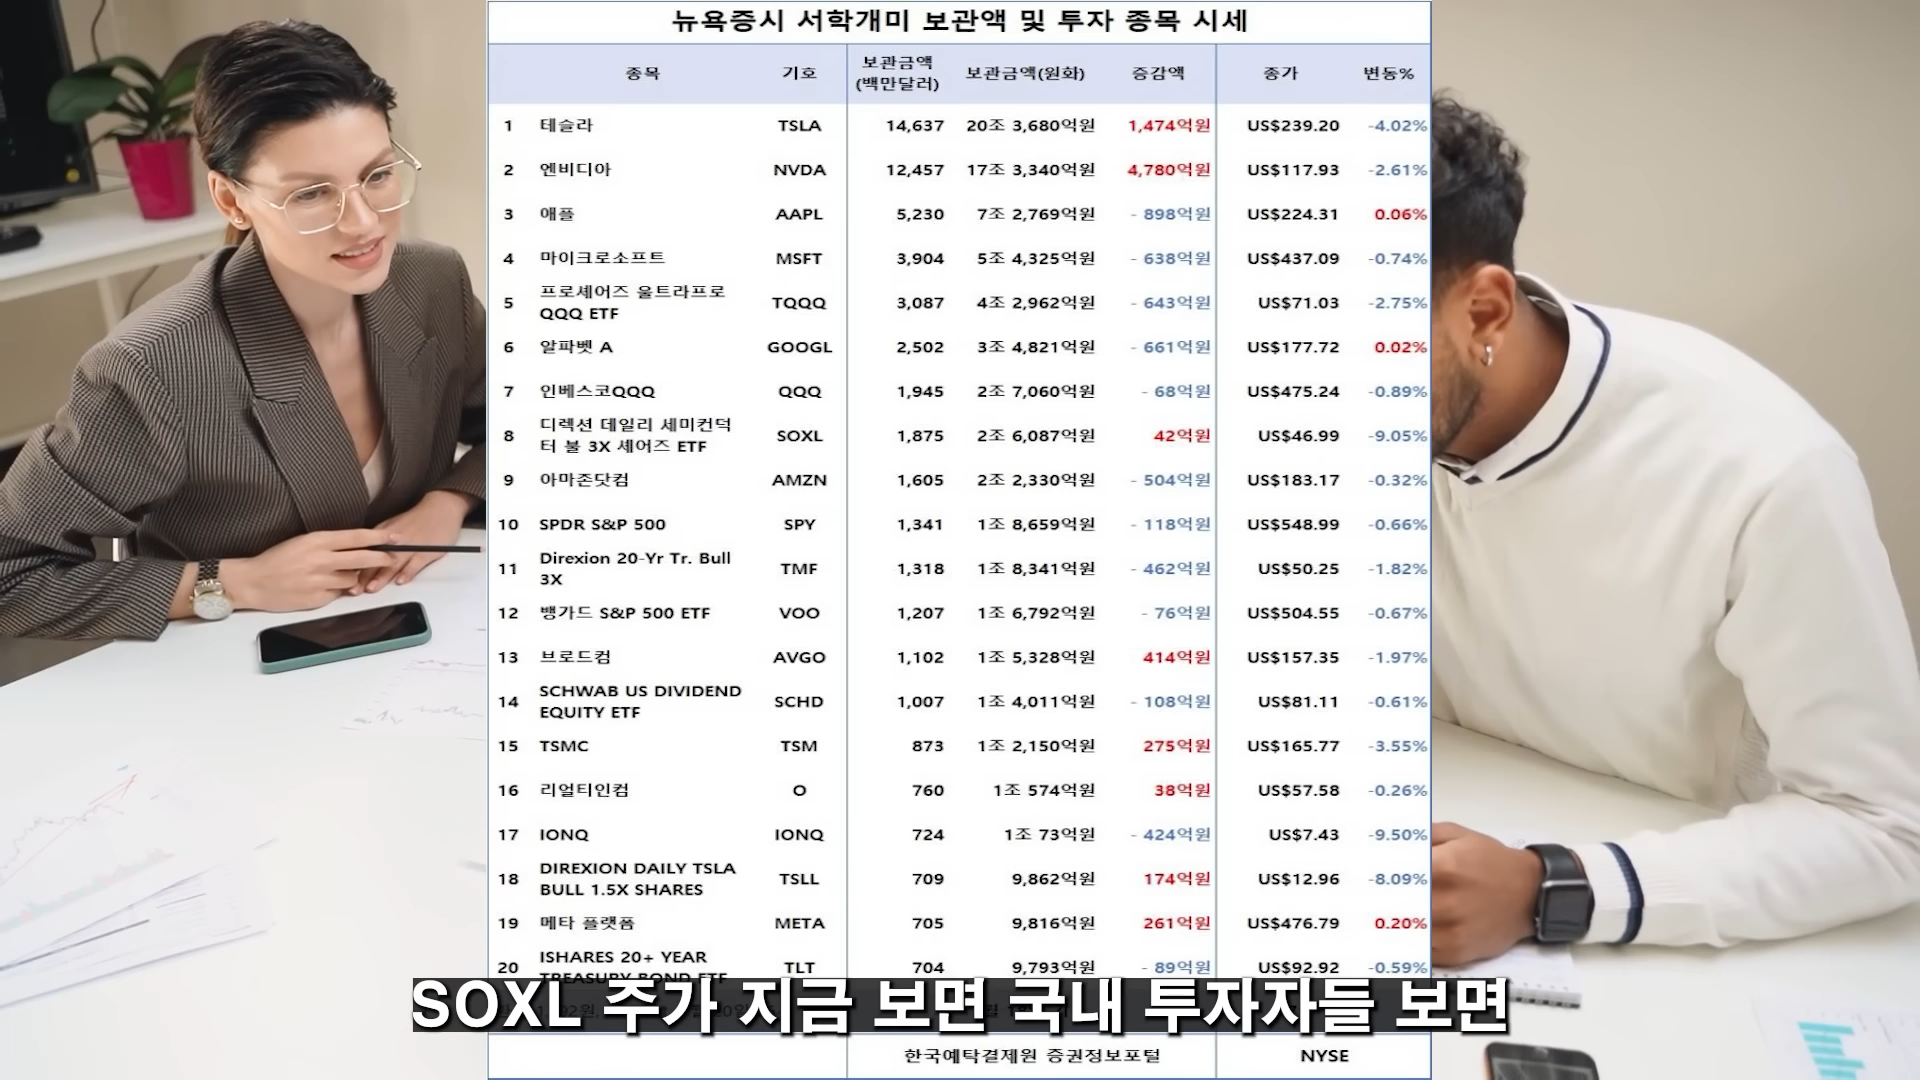 뉴욕증시 서학개미 보관액 및 투자 종목 시세
종목 기호 보관금액 (백만달러) 보관금액(원화) 증감액 종가 변동%
1 테슬라 TSLA 14,637 20조 3,680억원 1,474억원 US$239.20 -4.02%
2 엔비디아 NVDA 12,457 17조 3,340억원 4,780억원 US$117.93 -2.61%
3 애플 AAPL 5,230 7조 2,769억원 - 898억원 US$224.31 0.06%
4 마이크로소프트 MSFT 3,904 5조 4,325억원 - 638억원 US$437.09 -0.74%
5 프로셰어즈 울트라프로 QQQ ETF TQQQ 3,087 4조 2,962억원 - 643억원 US$71.03 -2.75%
6 알파벳 A GOOGL 2,502 3조 4,821억원 - 661억원 US$177.72 0.02%
7 인베스코QQQ QQQ 1,945 2조 7,060억원 - 68억원 US$475.24 -0.89%
8 디렉션 데일리 세미컨덕터 불 3X 셰어즈 ETF SOXL 1,875 2조 6,087억원 42억원 US$46.99 -9.05%
9 아마존닷컴 AMZN 1,605 2조 2,330억원 - 504억원 US$183.17 -0.32%
10 SPDR S&P 500 SPY 1,341 1조 8,659억원 - 118억원 US$548.99 -0.66%
11 Direxion 20-Yr Tr. Bull 3X TMF 1,318 1조 8,341억원 - 462억원 US$50.25 -1.82%
12 뱅가드 S&P 500 ETF VOO 1,207 1조 6,792억원 - 76억원 US$504.55 -0.67%
13 브로드컴 AVGO 1,102 1조 5,328억원 414억원 US$157.35 -1.97%
14 SCHWAB US DIVIDEND EQUITY ETF SCHD 1,007 1조 4,011억원 - 108억원 US$81.11 -0.61%
15 TSMC TSM 873 1조 2,150억원 275억원 US$165.77 -3.55%
16 리얼티인컴 O 760 1조 574억원 38억원 US$57.58 -0.26%
17 IONQ IONQ 724 1조 73억원 - 424억원 US$7.43 -9.50%
18 DIREXION DAILY TSLA BULL 1.5X SHARES TSLL 709 9,862억원 174억원 US$12.96 -8.09%
19 메타 플랫폼 META 705 9,816억원 261억원 US$476.79 0.20%
20 ISHARES 20+ YEAR TREASURY BOND ETF TLT 704 9,793억원 - 89억원 US$92.92 -0.59%
SOXL 주가 지금 보면 국내 투자자들 보면
한국예탁결제원 증권정보포털 NYSE